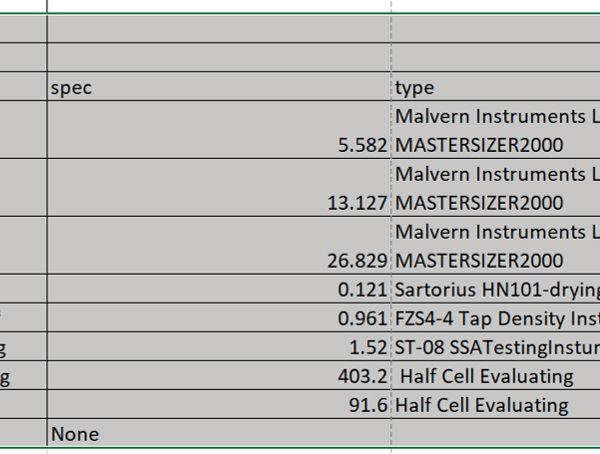 spec type
Malvern Instruments L
5.582 MASTERSIZER2000
Malvern Instruments L
13.127 MASTERSIZER2000
Malvern Instruments L
26.829 MASTERSIZER2000
0.121 Sartorius HN101-drying
0.961 FZS4-4 Tap Density Inst
g 1.52 ST-08 SSATestingInstur
g 403.2 Half Cell Evaluating
91.6 Half Cell Evaluating
None